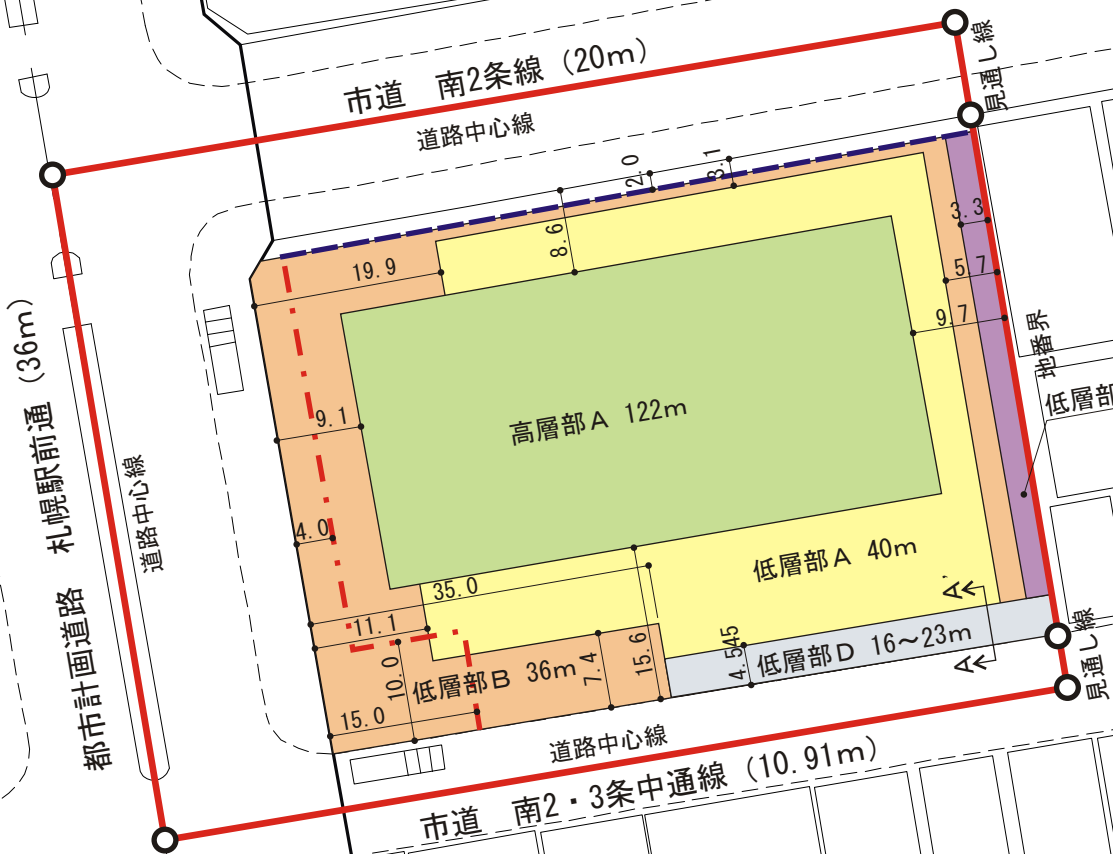 市道　南2条線（20m）
道路中心線
見通し線
2.0
3.1
8.6
19.9
3.3
5.7
9.7
地番界
低層部
高層部A 122m
9.1
4.0
都市計画道路　札幌駅前通（36m）
道路中心線
低層部A 40m
35.0
11.1
10.0
15.0
低層部B 36m
7.4
15.6
4.545
低層部D 16～23m
A'
A
見通し線
道路中心線
市道　南2・3条中通線（10.91m）